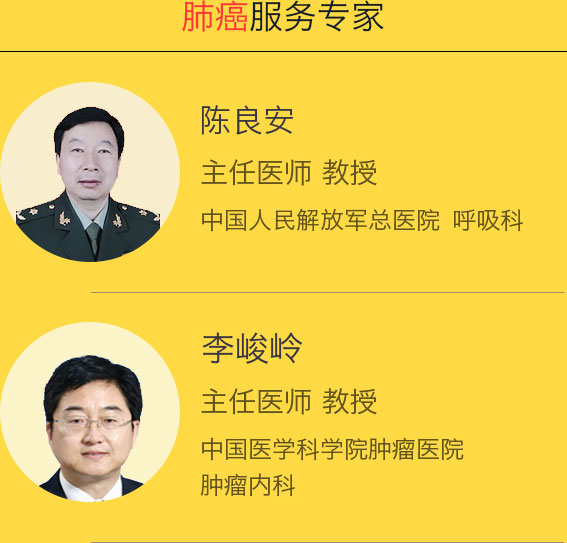 肺癌服务专家
陈良安
主任医师 教授
中国人民解放军总医院 呼吸科
李峻岭
主任医师 教授
中国医学科学院肿瘤医院
肿瘤内科